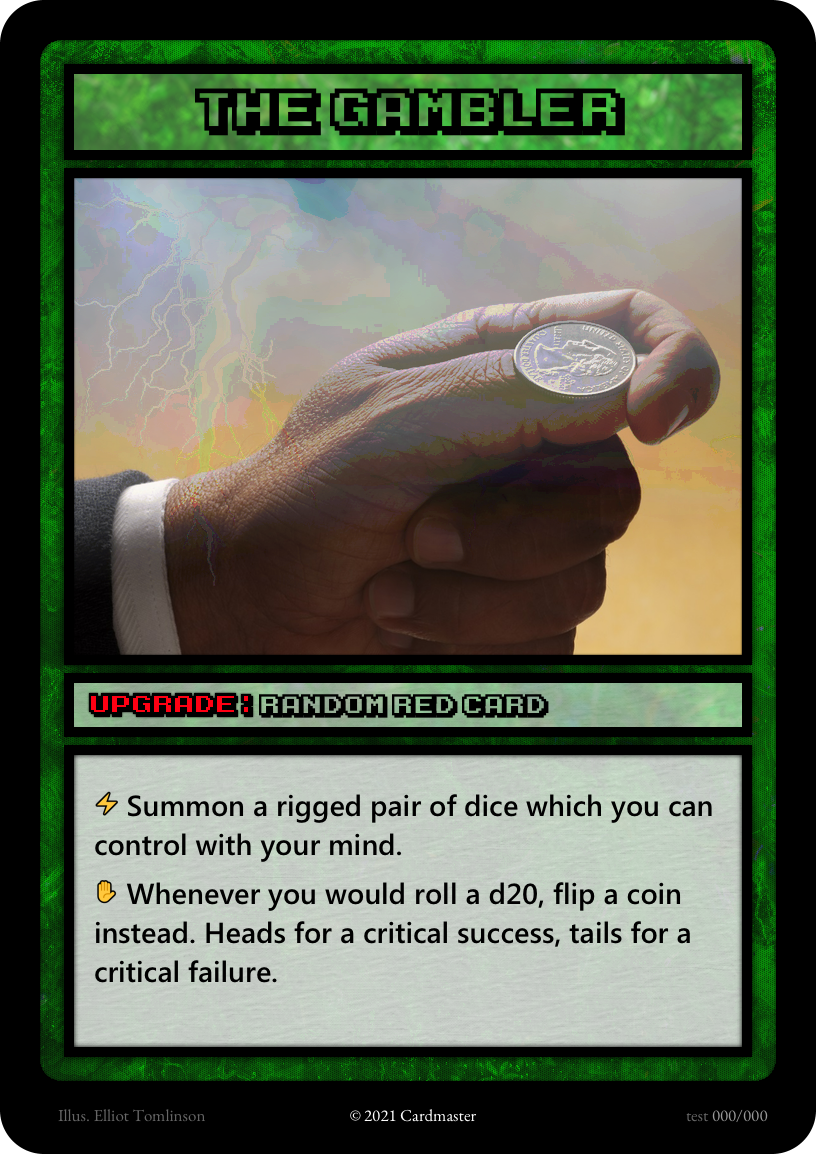 THE GAMBLER
UPGRADE: RANDOM RED CARD
⚡ Summon a rigged pair of dice which you can
control with your mind.
✋ Whenever you would roll a d20, flip a coin
instead. Heads for a critical success, tails for a
critical failure.
Illus. Elliot Tomlinson © 2021 Cardmaster test 000/000